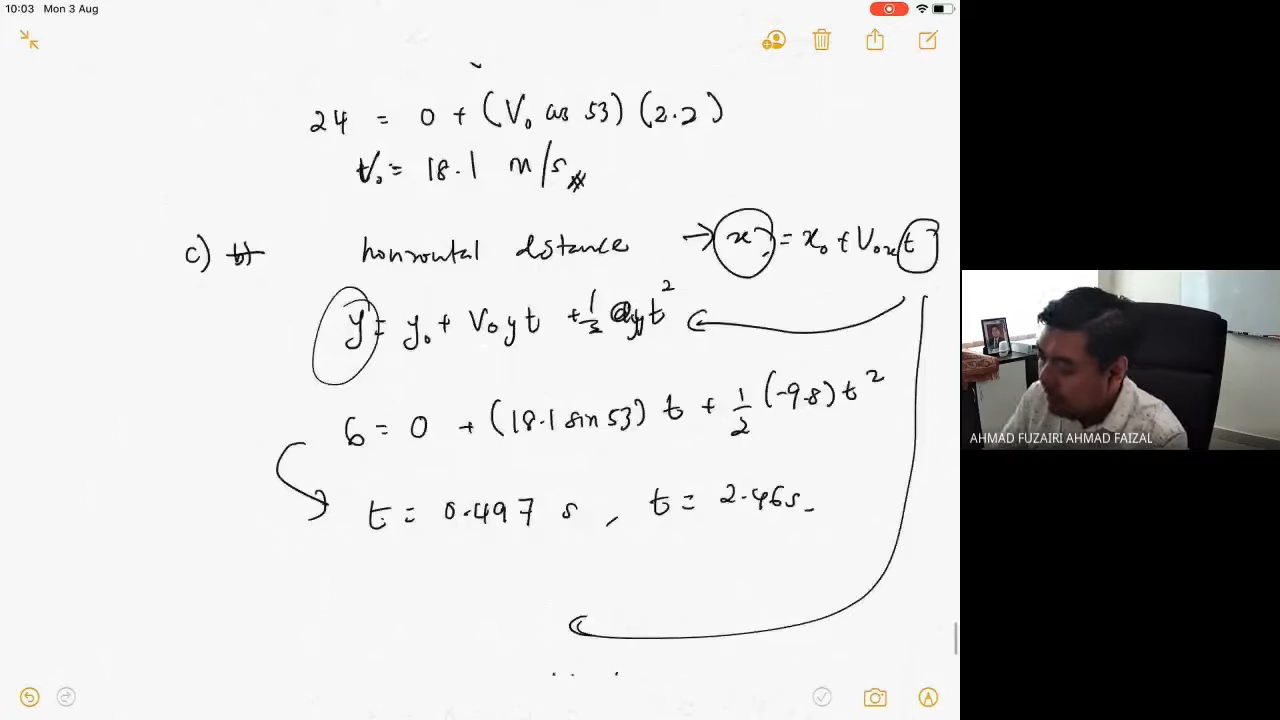 10:03 Mon 3 Aug
24 = 0 + (V₀ cos 53) (2.2)
V₀ = 18.1 m/s
c) b) horizontal distance → x = x₀ + V₀ₓt
y = y₀ + V₀yt + 1/2 ayt²
6 = 0 + (18.1 sin 53) t + 1/2 (-9.8) t²
t = 0.497 s , t = 2.46s
AHMAD FUZAIRI AHMAD FAIZAL